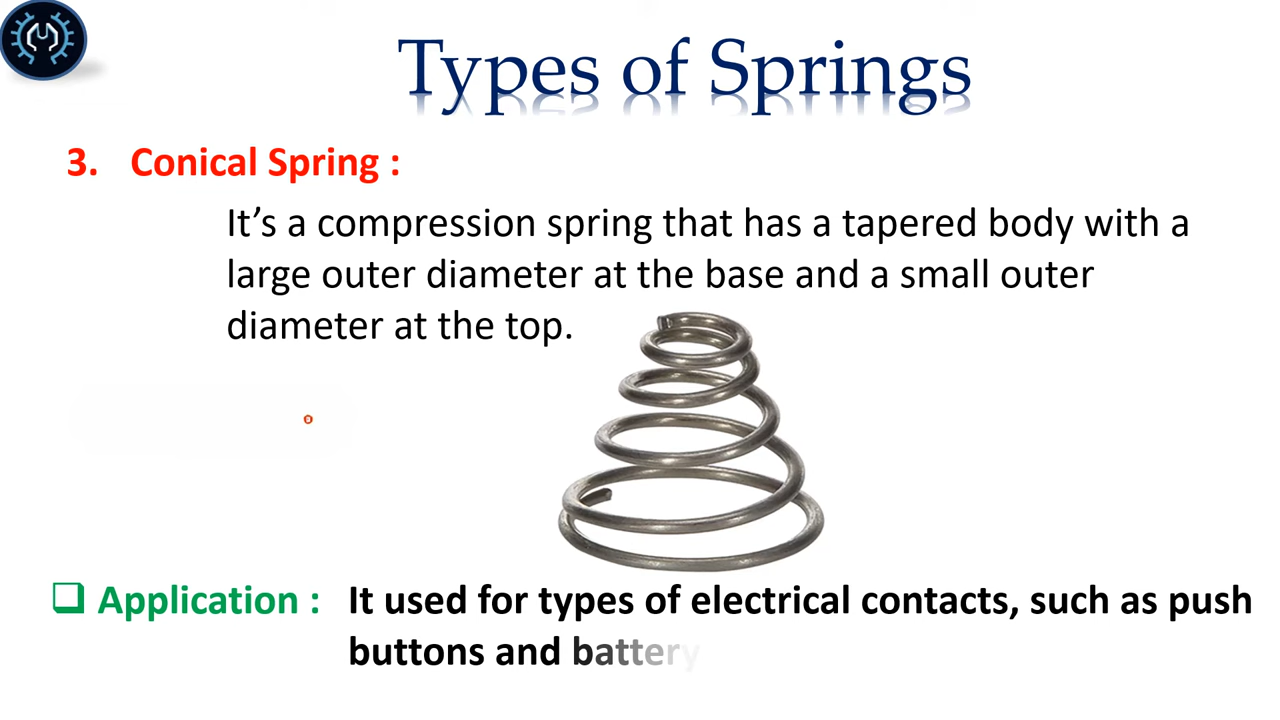 Types of Springs
3. Conical Spring :
It’s a compression spring that has a tapered body with a
large outer diameter at the base and a small outer
diameter at the top.
❑ Application : It used for types of electrical contacts, such as push
buttons and battery